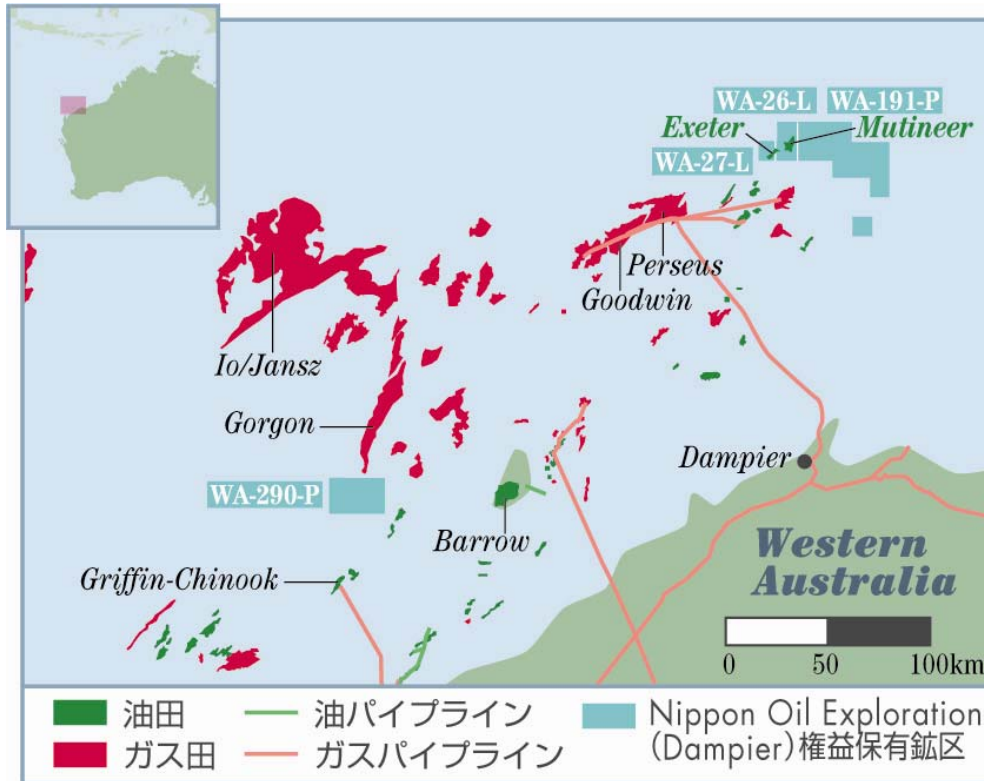 WA-26-L
WA-191-P
Exeter
Mutineer
WA-27-L
Perseus
Goodwin
Io/Jansz
Gorgon
Dampier
WA-290-P
Barrow
Griffin-Chinook
Western
Australia
0 50 100km
油田 油パイプライン Nippon Oil Exploration
ガス田 ガスパイプライン (Dampier)権益保有鉱区